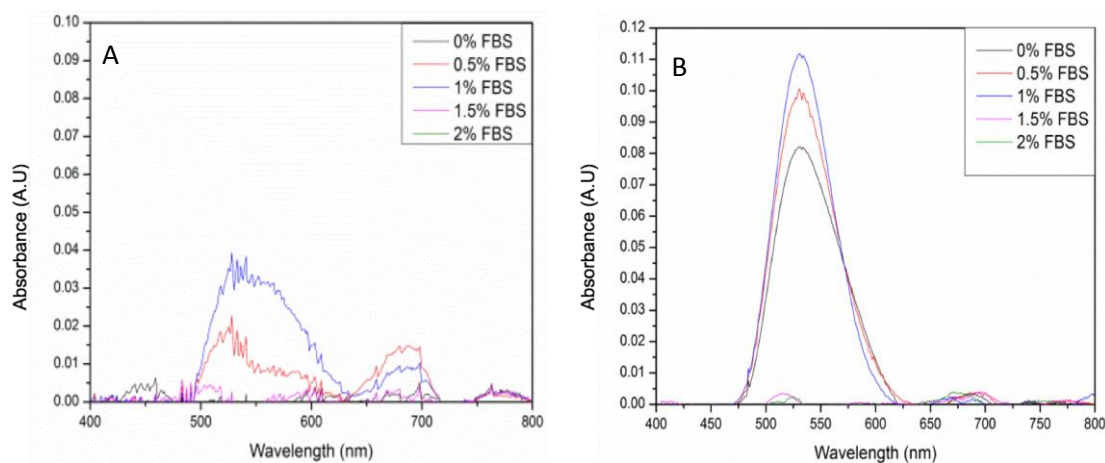 A
0% FBS
0.5% FBS
1% FBS
1.5% FBS
2% FBS
0.10
0.09
0.08
0.07
0.06
0.05
0.04
0.03
0.02
0.01
0.00
Absorbance (A.U)
400 500 600 700 800
Wavelength (nm)
B
0% FBS
0.5% FBS
1% FBS
1.5% FBS
2% FBS
0.12
0.11
0.10
0.09
0.08
0.07
0.06
0.05
0.04
0.03
0.02
0.01
0.00
Absorbance (A.U)
400 450 500 550 600 650 700 750 800
Wavelength (nm)